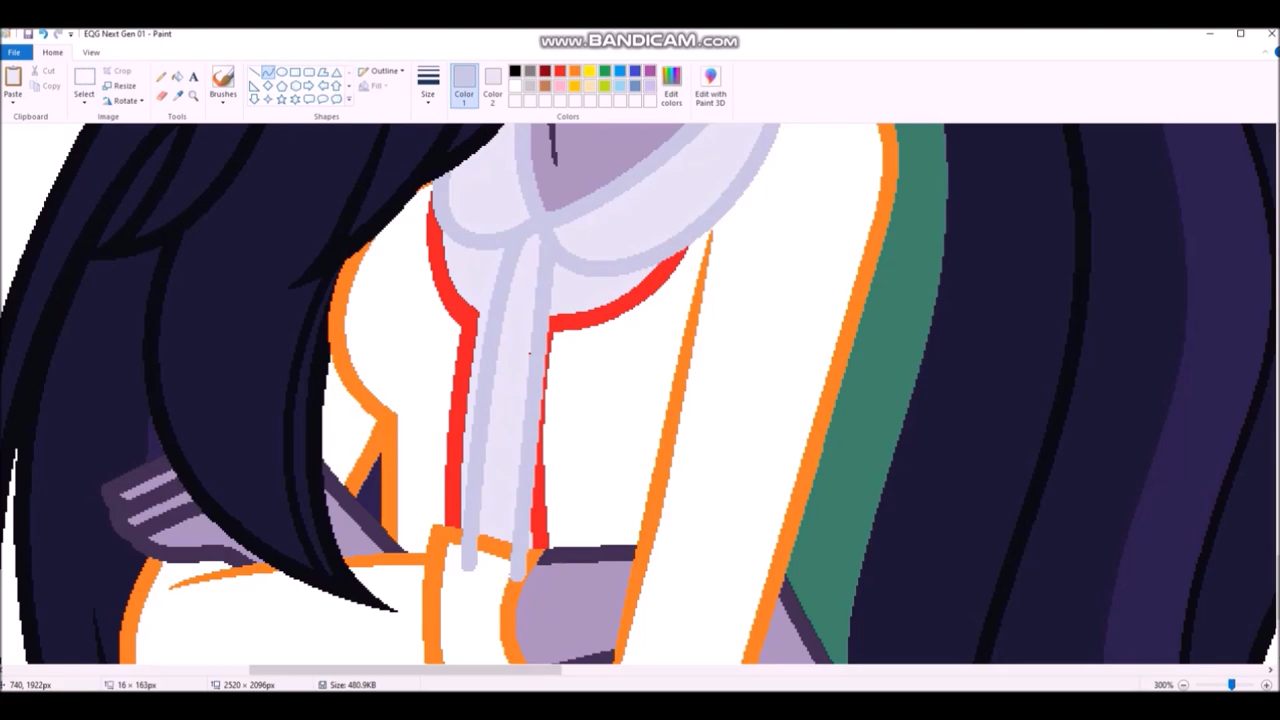 EQG Next Gen 01 - Paint
www.BANDICAM.com
File Home View
Paste
Cut
Copy
Clipboard
Select
Crop
Resize
Rotate
Image
A
Tools
Brushes
Outline
Fill
Shapes
Size
Color 1
Color 2
Edit colors
Edit with Paint 3D
Colors
740, 1922px 16 × 163px 2520 × 2096px Size: 480.9KB 300%